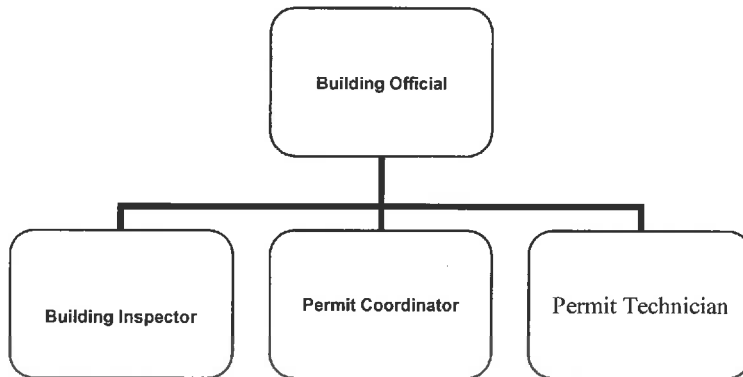 Building Official
Building Inspector
Permit Coordinator
Permit Technician